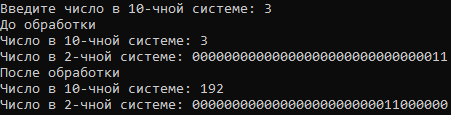 Введите число в 10-чной системе: 3
До обработки
Число в 10-чной системе: 3
Число в 2-чной системе: 00000000000000000000000000000011
После обработки
Число в 10-чной системе: 192
Число в 2-чной системе: 00000000000000000000000011000000